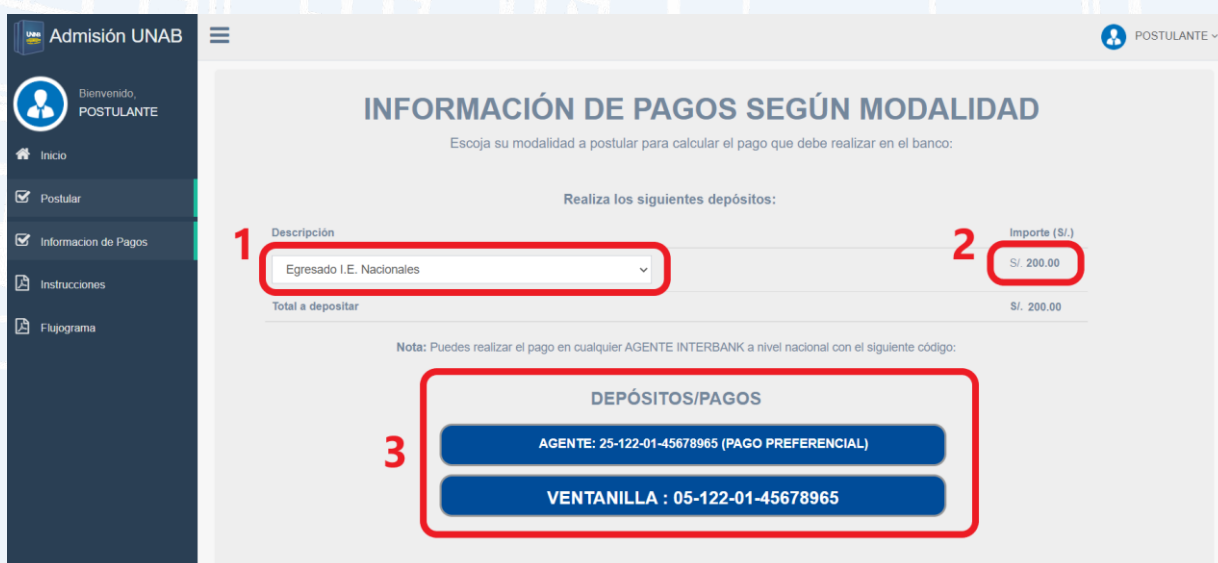 Admisión UNAB
POSTULANTE
Bienvenido,
POSTULANTE
Inicio
Postular
Informacion de Pagos
Instrucciones
Flujograma
INFORMACIÓN DE PAGOS SEGÚN MODALIDAD
Escoja su modalidad a postular para calcular el pago que debe realizar en el banco:
Realiza los siguientes depósitos:
Descripción Importe (S/.)
1 Egresado I.E. Nacionales 2 S/. 200.00
Total a depositar S/. 200.00
Nota: Puedes realizar el pago en cualquier AGENTE INTERBANK a nivel nacional con el siguiente código:
DEPÓSITOS/PAGOS
3
AGENTE: 25-122-01-45678965 (PAGO PREFERENCIAL)
VENTANILLA : 05-122-01-45678965